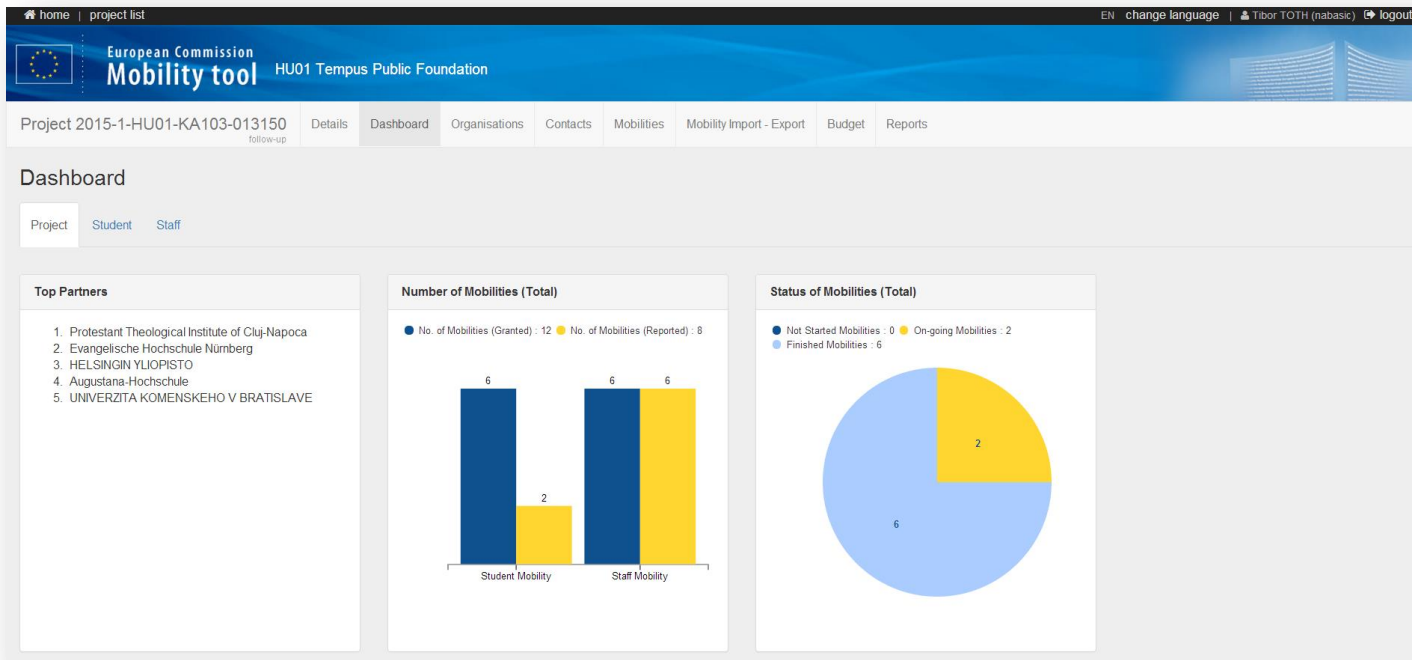 home | project list
EN change language | Tibor TOTH (nabasic) logout
European Commission
Mobility tool
HU01 Tempus Public Foundation
Project 2015-1-HU01-KA103-013150
follow-up
Details Dashboard Organisations Contacts Mobilities Mobility Import - Export Budget Reports
Dashboard
Project Student Staff
Top Partners
1. Protestant Theological Institute of Cluj-Napoca
2. Evangelische Hochschule Nürnberg
3. HELSINGIN YLIOPISTO
4. Augustana-Hochschule
5. UNIVERZITA KOMENSKEHO V BRATISLAVE
Number of Mobilities (Total)
No. of Mobilities (Granted) : 12 No. of Mobilities (Reported) : 8
6 6 6
2
Student Mobility Staff Mobility
Status of Mobilities (Total)
Not Started Mobilities : 0 On-going Mobilities : 2
Finished Mobilities : 6
2
6